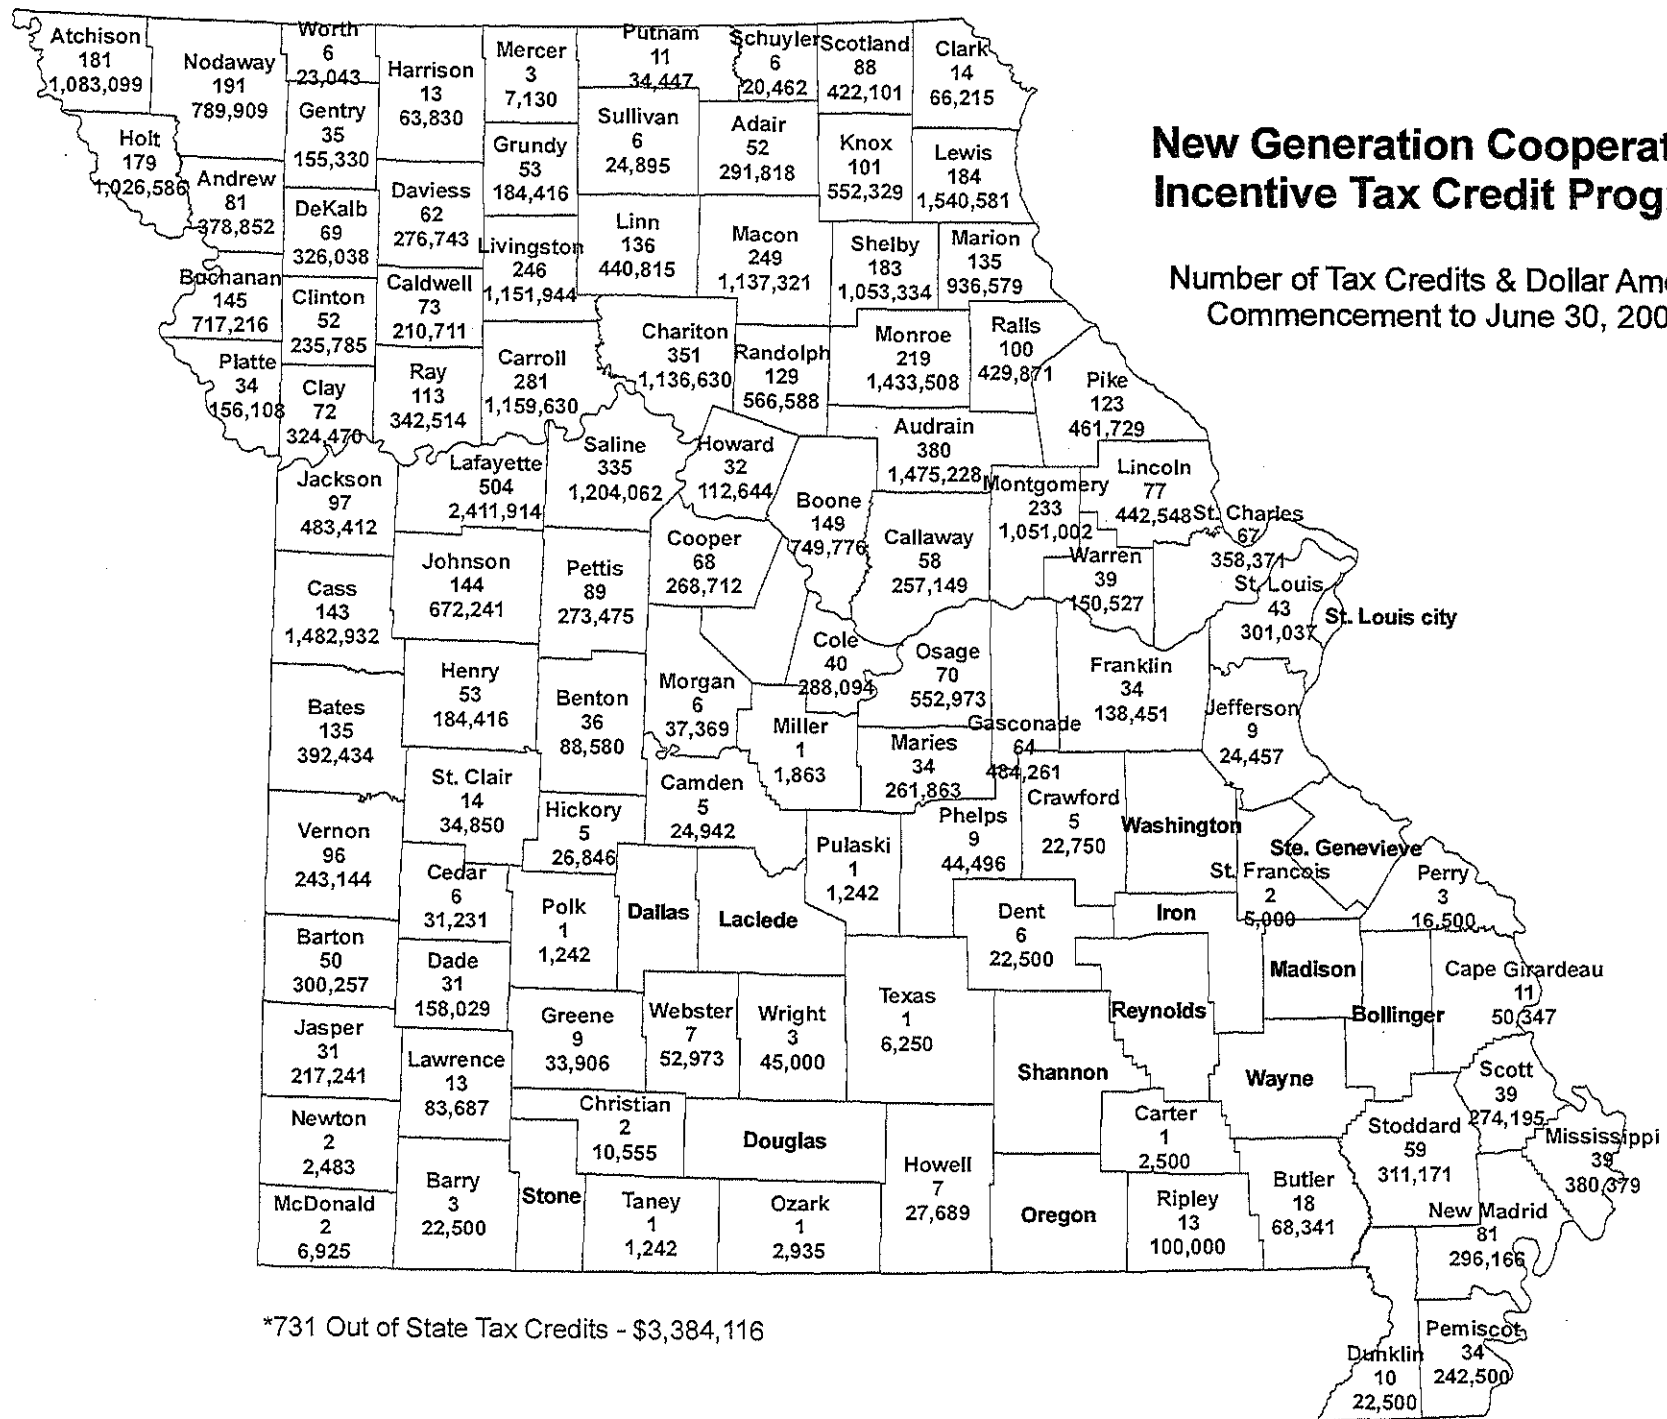 New Generation Cooperat
Incentive Tax Credit Prog
Number of Tax Credits & Dollar Am
Commencement to June 30, 200
Atchison
181
1,083,099
Nodaway
191
789,909
Worth
6
23,043
Harrison
13
63,830
Mercer
3
7,130
Putnam
11
34,447
Schuyler
6
20,462
Scotland
88
422,101
Clark
14
66,215
Holt
179
1,026,586
Gentry
35
155,330
Grundy
53
184,416
Sullivan
6
24,895
Adair
52
291,818
Knox
101
552,329
Lewis
184
1,540,581
Andrew
81
378,852
DeKalb
69
326,038
Daviess
62
276,743
Livingston
246
1,151,944
Linn
136
440,815
Macon
249
1,137,321
Shelby
183
1,053,334
Marion
135
936,579
Buchanan
145
717,216
Clinton
52
235,785
Caldwell
73
210,711
Chariton
351
1,136,630
Randolph
129
566,588
Monroe
219
1,433,508
Ralls
100
429,871
Platte
34
156,108
Clay
72
324,470
Ray
113
342,514
Carroll
281
1,159,630
Pike
123
461,729
Jackson
97
483,412
Lafayette
504
2,411,914
Saline
335
1,204,062
Howard
32
112,644
Boone
149
749,776
Audrain
380
1,475,228
Montgomery
233
1,051,002
Lincoln
77
442,548
St. Charles
67
358,371
Cass
143
1,482,932
Johnson
144
672,241
Pettis
89
273,475
Cooper
68
268,712
Callaway
58
257,149
Warren
39
150,527
St. Louis
43
301,037
St. Louis city
Bates
135
392,434
Henry
53
184,416
Benton
36
88,580
Morgan
6
37,369
Cole
40
288,094
Osage
70
552,973
Gasconade
64
484,261
Franklin
34
138,451
Jefferson
9
24,457
Miller
1
1,863
Maries
34
261,863
Vernon
96
243,144
St. Clair
14
34,850
Hickory
5
26,846
Camden
5
24,942
Pulaski
1
1,242
Phelps
9
44,496
Crawford
5
22,750
Washington
Ste. Genevieve
St. Francois
2
5,000
Perry
3
16,500
Cedar
6
31,231
Polk
1
1,242
Dallas
Laclede
Dent
6
22,500
Iron
Madison
Bollinger
Cape Girardeau
11
50,347
Barton
50
300,257
Dade
31
158,029
Greene
9
33,906
Webster
7
52,973
Wright
3
45,000
Texas
1
6,250
Reynolds
Jasper
31
217,241
Lawrence
13
83,687
Shannon
Wayne
Scott
39
274,195
Newton
2
2,483
Christian
2
10,555
Douglas
Carter
1
2,500
Stoddard
59
311,171
Mississippi
39
380,379
McDonald
2
6,925
Barry
3
22,500
Stone
Taney
1
1,242
Ozark
1
2,935
Howell
7
27,689
Oregon
Ripley
13
100,000
Butler
18
68,341
New Madrid
81
296,166
Dunklin
10
22,500
Pemiscot
34
242,500
*731 Out of State Tax Credits - $3,384,116